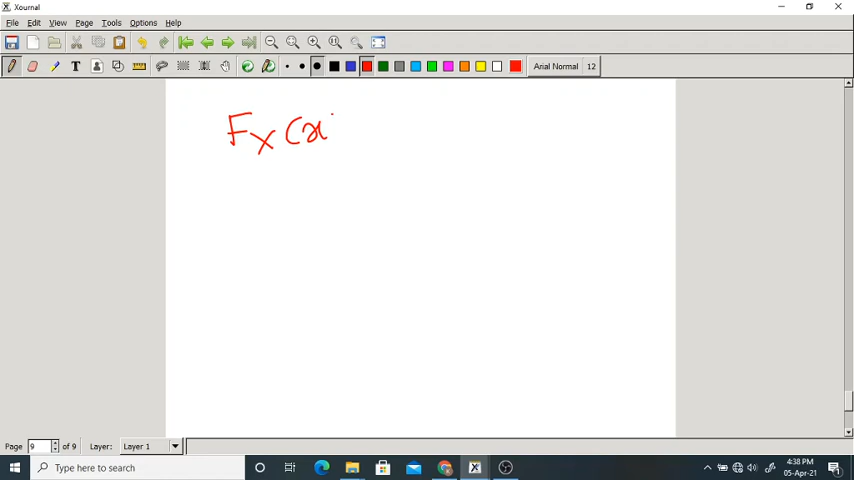 Xournal
File Edit View Page Tools Options Help
Arial Normal 12
Fx (x
Page 9 of 9 Layer: Layer 1
Type here to search
4:38 PM
05-Apr-21